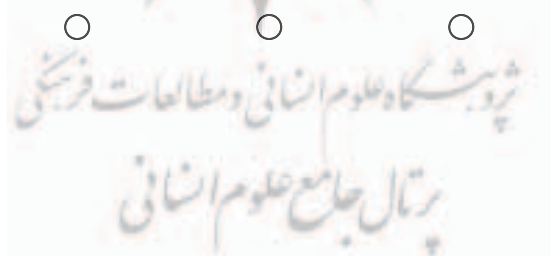 پژوهشگاه علوم انسانی و مطالعات فرهنگی
پرتال جامع علوم انسانی